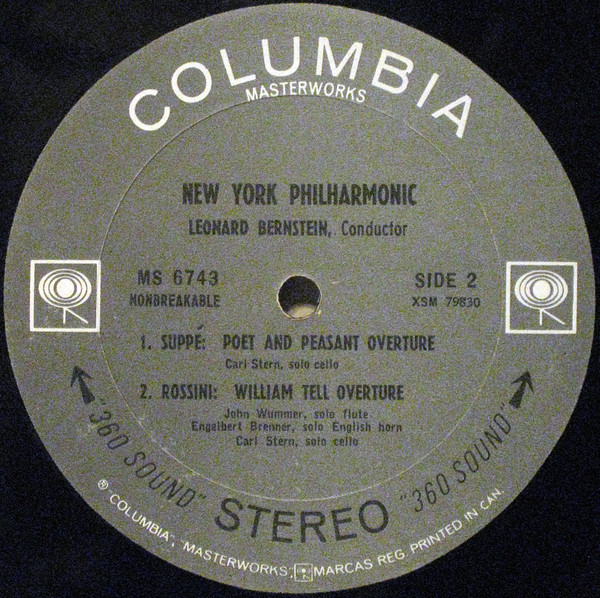 COLUMBIA
MASTERWORKS
NEW YORK PHILHARMONIC
LEONARD BERNSTEIN, Conductor
MS 6743
NONBREAKABLE
SIDE 2
XSM 79830
1. SUPPÉ: POET AND PEASANT OVERTURE
Carl Stern, solo cello
2. ROSSINI: WILLIAM TELL OVERTURE
John Wummer, solo flute
Engelbert Brenner, solo English horn
Carl Stern, solo cello
"360 SOUND" STEREO "360 SOUND"
® "COLUMBIA", "MASTERWORKS", MARCAS REG. PRINTED IN CAN.